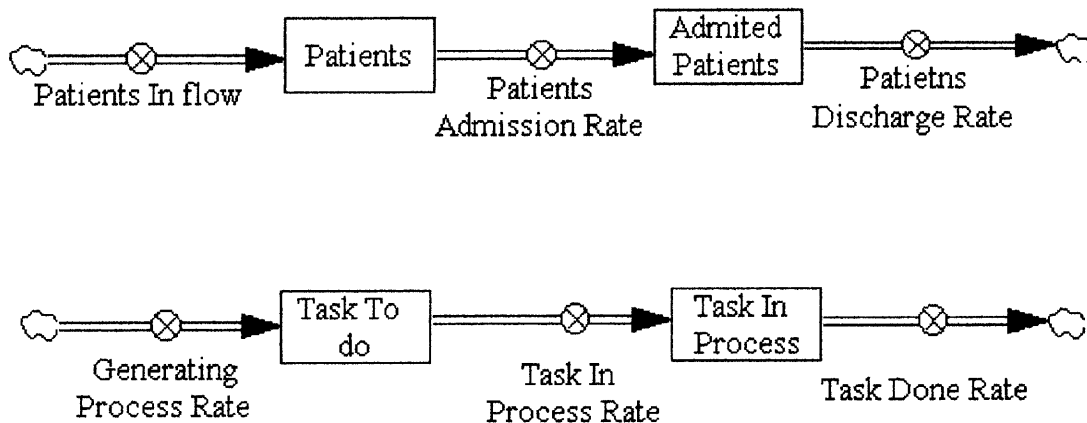 Patients In flow
Patients
Patients
Admission Rate
Admited
Patients
Patietns
Discharge Rate
Generating
Process Rate
Task To
do
Task In
Process Rate
Task In
Process
Task Done Rate